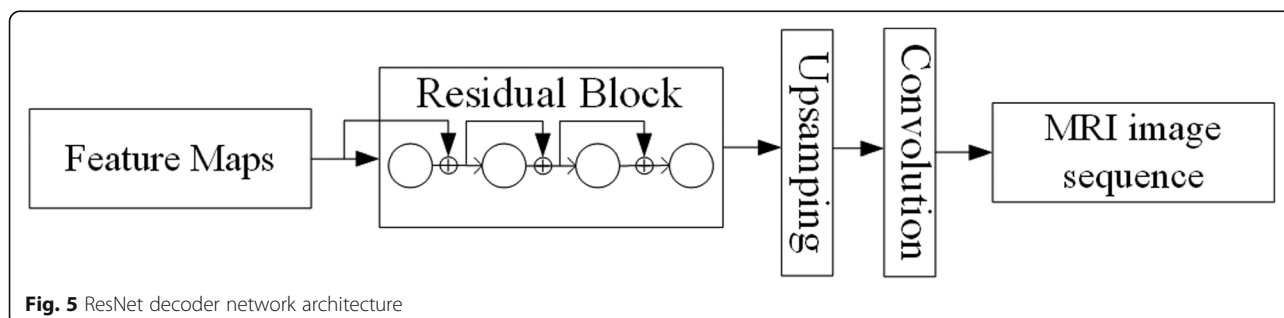 Feature Maps
Residual Block
Upsamping
Convolution
MRI image
sequence
Fig. 5 ResNet decoder network architecture